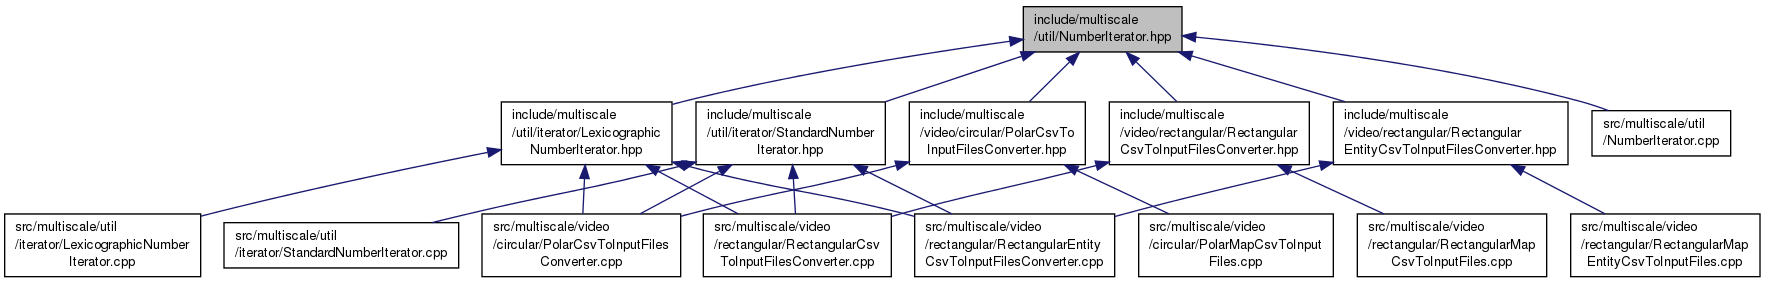 include/multiscale
/util/NumberIterator.hpp
include/multiscale
/util/iterator/Lexicographic
NumberIterator.hpp
include/multiscale
/util/iterator/StandardNumber
Iterator.hpp
include/multiscale
/video/circular/PolarCsvTo
InputFilesConverter.hpp
include/multiscale
/video/rectangular/Rectangular
CsvToInputFilesConverter.hpp
include/multiscale
/video/rectangular/Rectangular
EntityCsvToInputFilesConverter.hpp
src/multiscale/util
/NumberIterator.cpp
src/multiscale/util
/iterator/LexicographicNumber
Iterator.cpp
src/multiscale/util
/iterator/StandardNumberIterator.cpp
src/multiscale/video
/circular/PolarCsvToInputFiles
Converter.cpp
src/multiscale/video
/rectangular/RectangularCsv
ToInputFilesConverter.cpp
src/multiscale/video
/rectangular/RectangularEntity
CsvToInputFilesConverter.cpp
src/multiscale/video
/circular/PolarMapCsvToInput
Files.cpp
src/multiscale/video
/rectangular/RectangularMap
CsvToInputFiles.cpp
src/multiscale/video
/rectangular/RectangularMap
EntityCsvToInputFiles.cpp